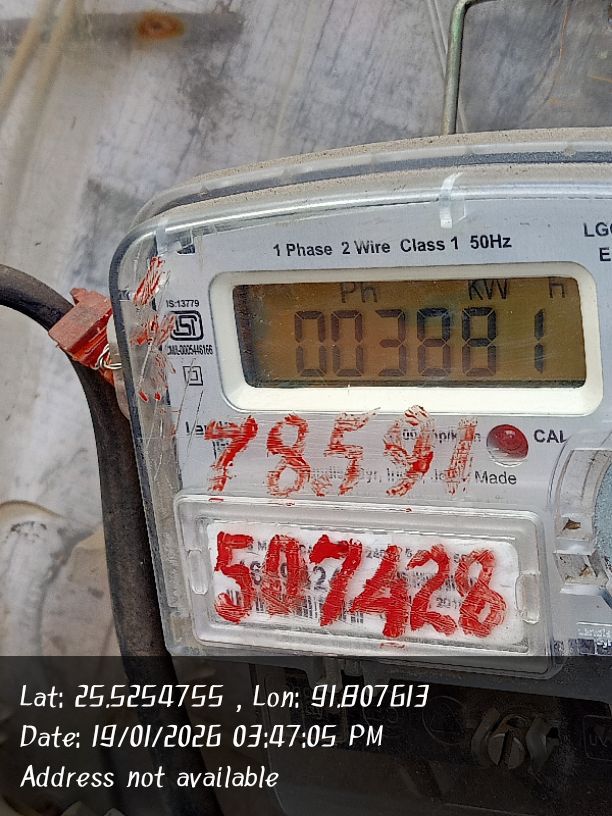 1 Phase 2 Wire Class 1 50Hz
IS:13779
Ph KW h
003881
CAL
78591
Made
507428
Lat: 25.5254755 , Lon: 91.807613
Date: 19/01/2026 03:47:05 PM
Address not available